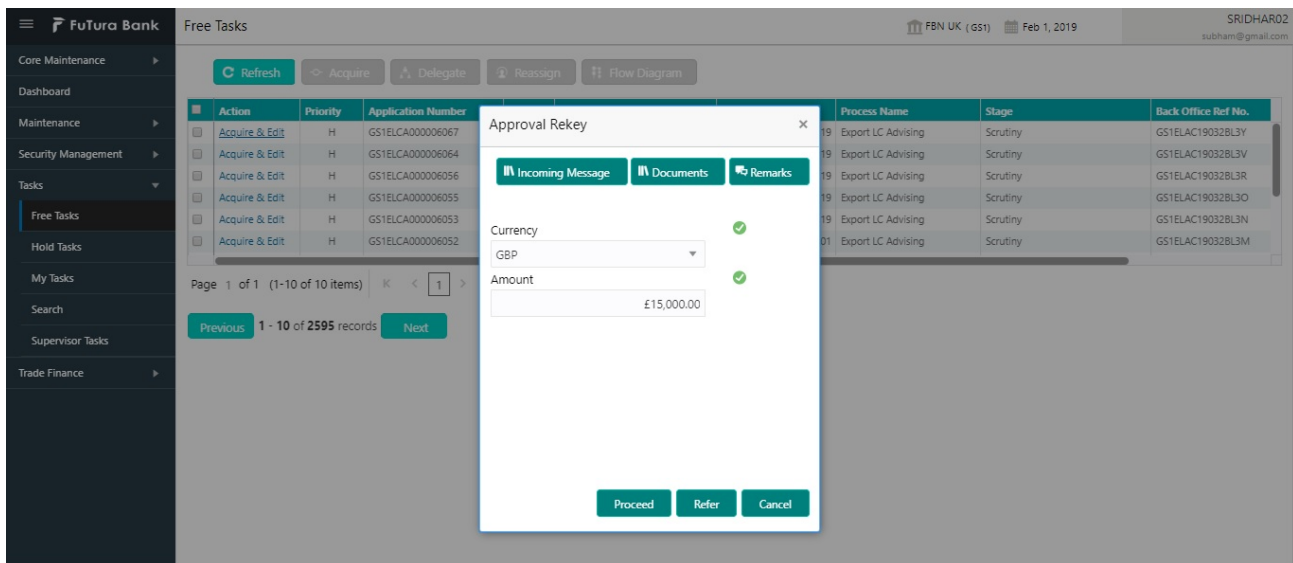 FuTura Bank
Free Tasks
FBN UK (GS1)
Feb 1, 2019
SRIDHAR02
subham@gmail.com
Core Maintenance
Dashboard
Maintenance
Security Management
Tasks
Free Tasks
Hold Tasks
My Tasks
Search
Supervisor Tasks
Trade Finance
Refresh Acquire Delegate Reassign Flow Diagram
Action Priority Application Number Process Name Stage Back Office Ref No.
Acquire & Edit H GS1ELCA000006067 19 Export LC Advising Scrutiny GS1ELAC19032BL3Y
Acquire & Edit H GS1ELCA000006064 19 Export LC Advising Scrutiny GS1ELAC19032BL3V
Acquire & Edit H GS1ELCA000006056 19 Export LC Advising Scrutiny GS1ELAC19032BL3R
Acquire & Edit H GS1ELCA000006055 19 Export LC Advising Scrutiny GS1ELAC19032BL3O
Acquire & Edit H GS1ELCA000006053 19 Export LC Advising Scrutiny GS1ELAC19032BL3N
Acquire & Edit H GS1ELCA000006052 01 Export LC Advising Scrutiny GS1ELAC19032BL3M
Page 1 of 1 (1-10 of 10 items) K < 1 >
Previous 1 - 10 of 2595 records Next
Approval Rekey ×
Incoming Message Documents Remarks
Currency
GBP
Amount
£15,000.00
Proceed Refer Cancel